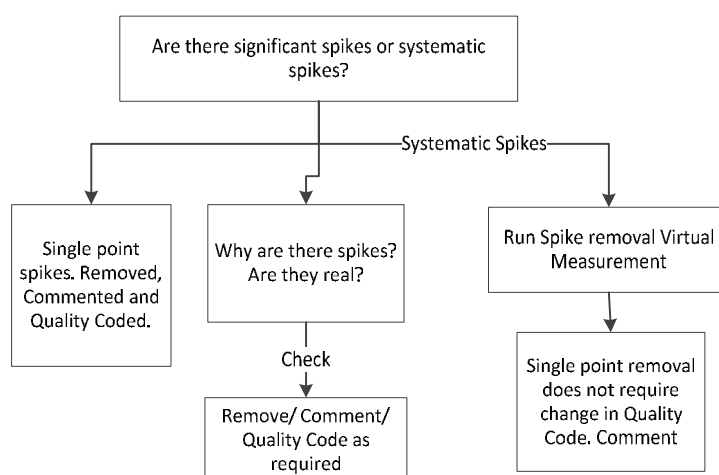 Are there significant spikes or systematic
spikes?
Systematic Spikes
Single point
spikes. Removed,
Commented and
Quality Coded.
Why are there spikes?
Are they real?
Run Spike removal Virtual
Measurement
Check
Remove/ Comment/
Quality Code as
required
Single point removal
does not require
change in Quality
Code. Comment